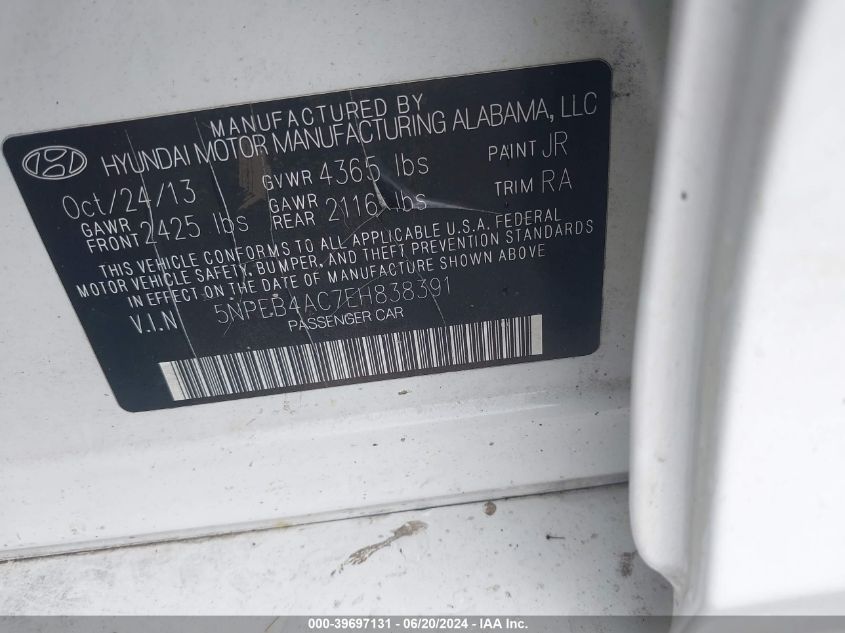 MANUFACTURED BY
HYUNDAI MOTOR MANUFACTURING ALABAMA, LLC
Oct/24/13 GVWR 4365 lbs PAINT JR
GAWR FRONT 2425 lbs GAWR REAR 2116 lbs TRIM RA
THIS VEHICLE CONFORMS TO ALL APPLICABLE U.S.A. FEDERAL
MOTOR VEHICLE SAFETY, BUMPER, AND THEFT PREVENTION STANDARDS
IN EFFECT ON THE DATE OF MANUFACTURE SHOWN ABOVE
V.I.N 5NPEB4AC7EH838391
PASSENGER CAR
000-39697131 - 06/20/2024 - IAA Inc.